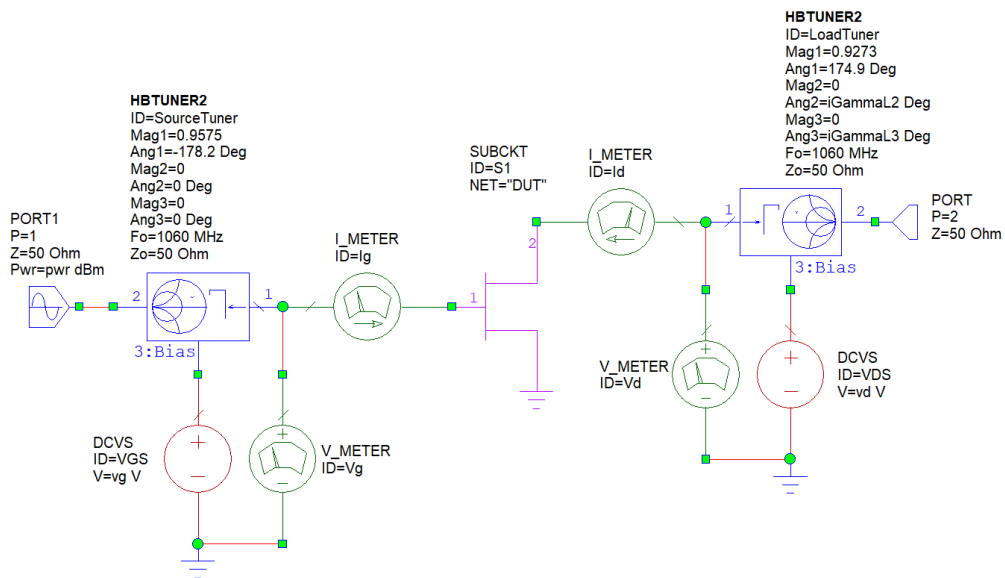 HBTUNER2
ID=LoadTuner
Mag1=0.9273
Ang1=174.9 Deg
Mag2=0
Ang2=iGammaL2 Deg
Mag3=0
Ang3=iGammaL3 Deg
Fo=1060 MHz
Zo=50 Ohm
HBTUNER2
ID=SourceTuner
Mag1=0.9575
Ang1=-178.2 Deg
Mag2=0
Ang2=0 Deg
Mag3=0
Ang3=0 Deg
Fo=1060 MHz
Zo=50 Ohm
SUBCKT
ID=S1
NET="DUT"
I_METER
ID=Id
PORT1
P=1
Z=50 Ohm
Pwr=pwr dBm
I_METER
ID=Ig
PORT
P=2
Z=50 Ohm
1
2
3:Bias
2
1
3:Bias
1
2
DCVS
ID=VGS
V=vg V
V_METER
ID=Vg
V_METER
ID=Vd
DCVS
ID=VDS
V=vd V